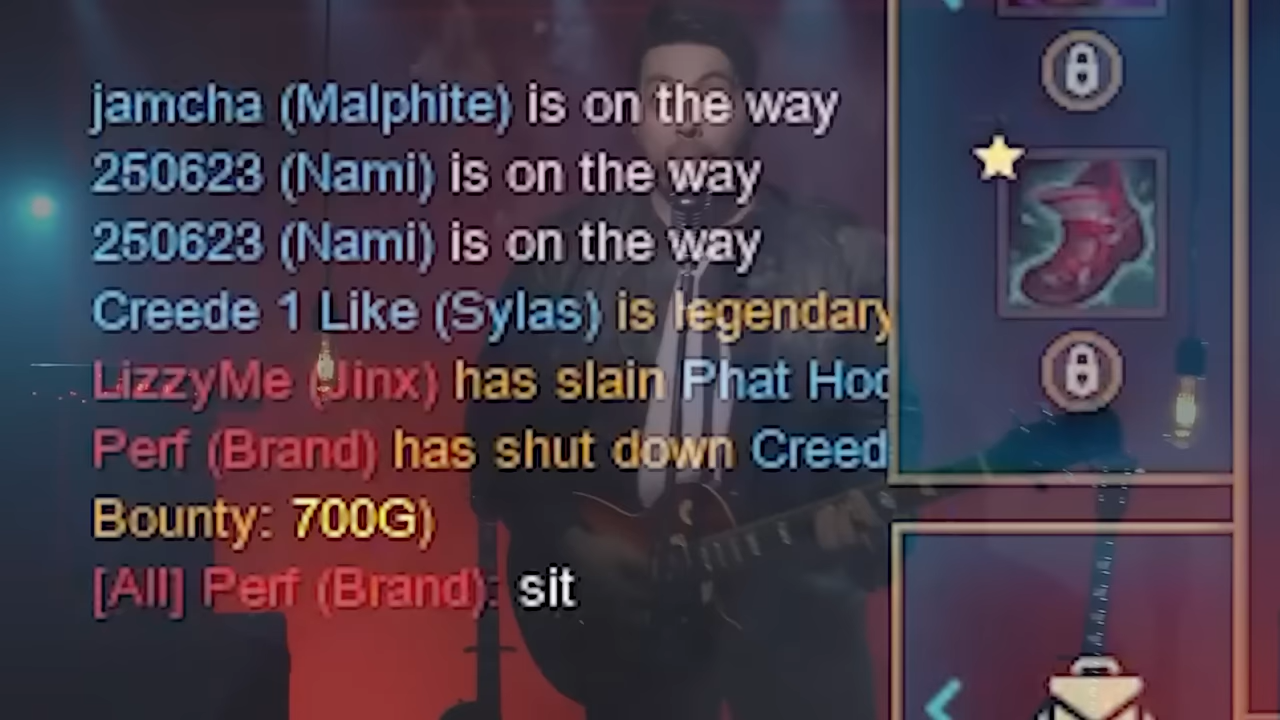 jamcha (Malphite) is on the way
250623 (Nami) is on the way
250623 (Nami) is on the way
Creede 1 Like (Sylas) is legendary
LizzyMe (Jinx) has slain Phat
Perf (Brand) has shut down
Bounty: 700G)
[All] Perf (Brand): sit